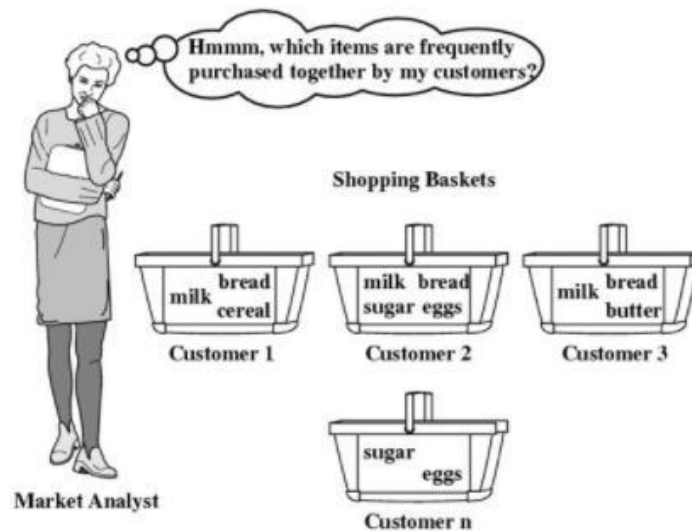 Hmmm, which items are frequently
purchased together by my customers?
Shopping Baskets
milk bread
cereal
Customer 1
milk bread
sugar eggs
Customer 2
milk bread
butter
Customer 3
sugar
eggs
Customer n
Market Analyst